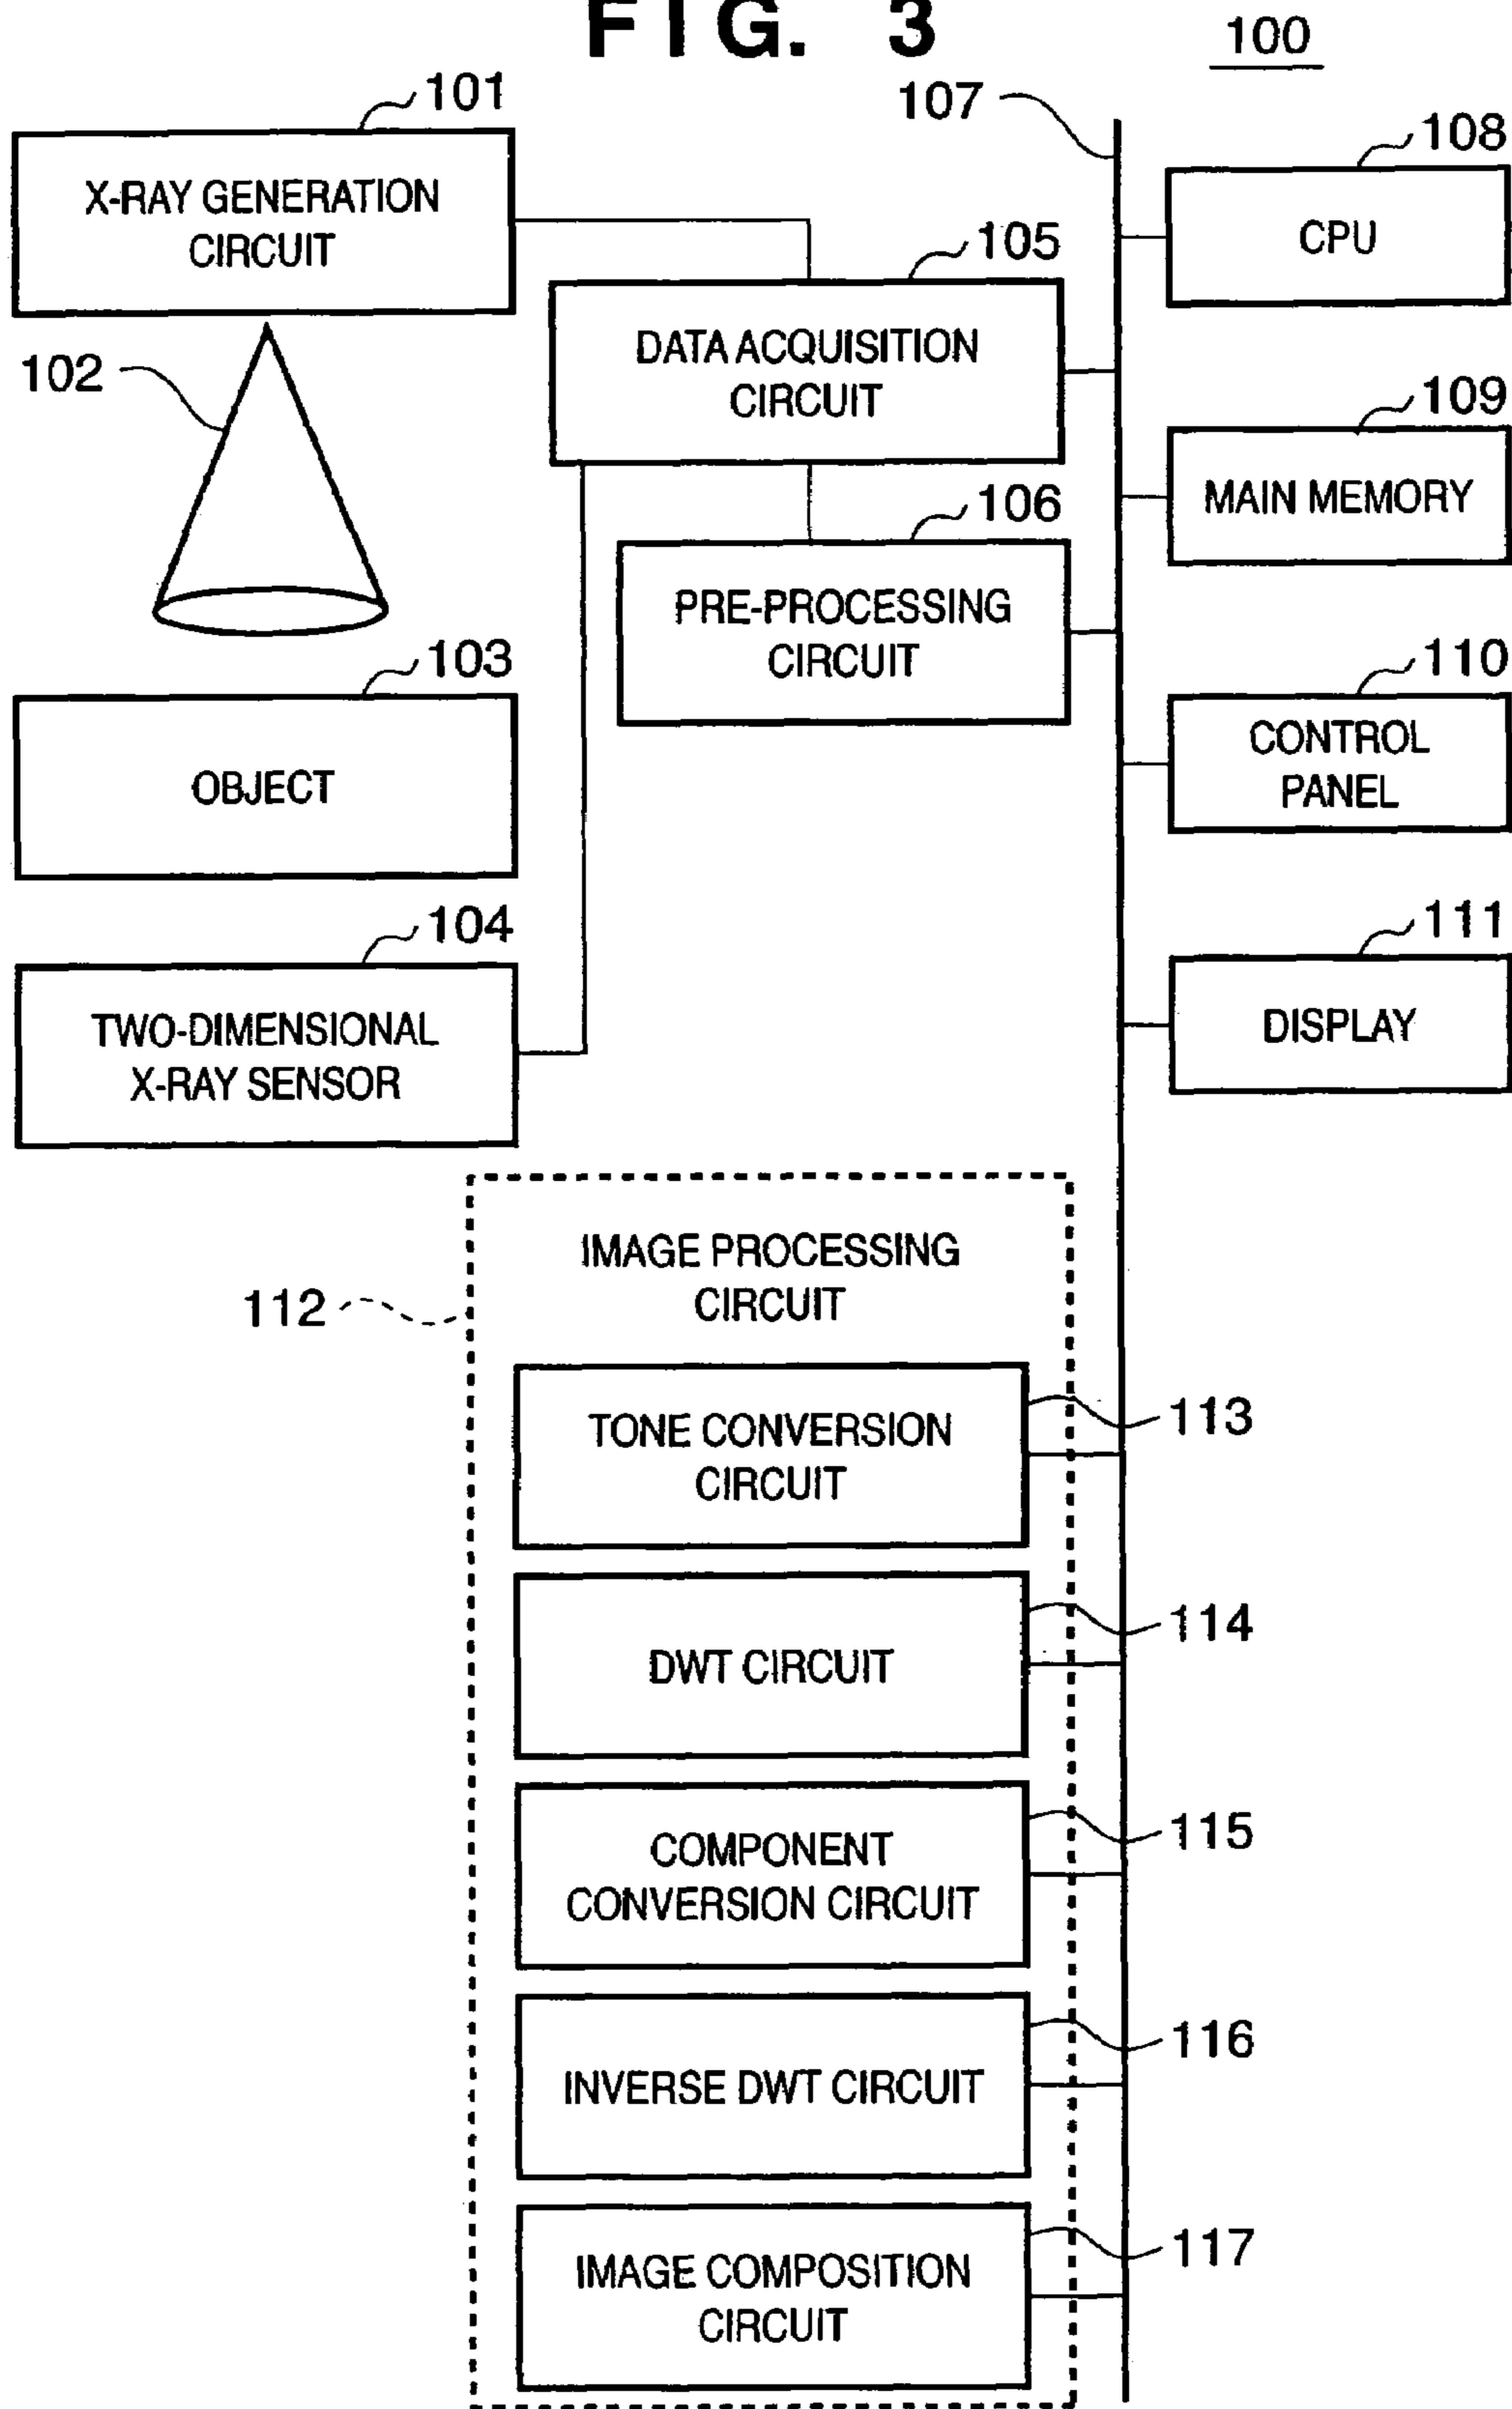 FIG. 3
100
101
X-RAY GENERATION
CIRCUIT
102
103
OBJECT
104
TWO-DIMENSIONAL
X-RAY SENSOR
105
DATA ACQUISITION
CIRCUIT
106
PRE-PROCESSING
CIRCUIT
107
108
CPU
109
MAIN MEMORY
110
CONTROL
PANEL
111
DISPLAY
112
IMAGE PROCESSING
CIRCUIT
113
TONE CONVERSION
CIRCUIT
114
DWT CIRCUIT
115
COMPONENT
CONVERSION CIRCUIT
116
INVERSE DWT CIRCUIT
117
IMAGE COMPOSITION
CIRCUIT